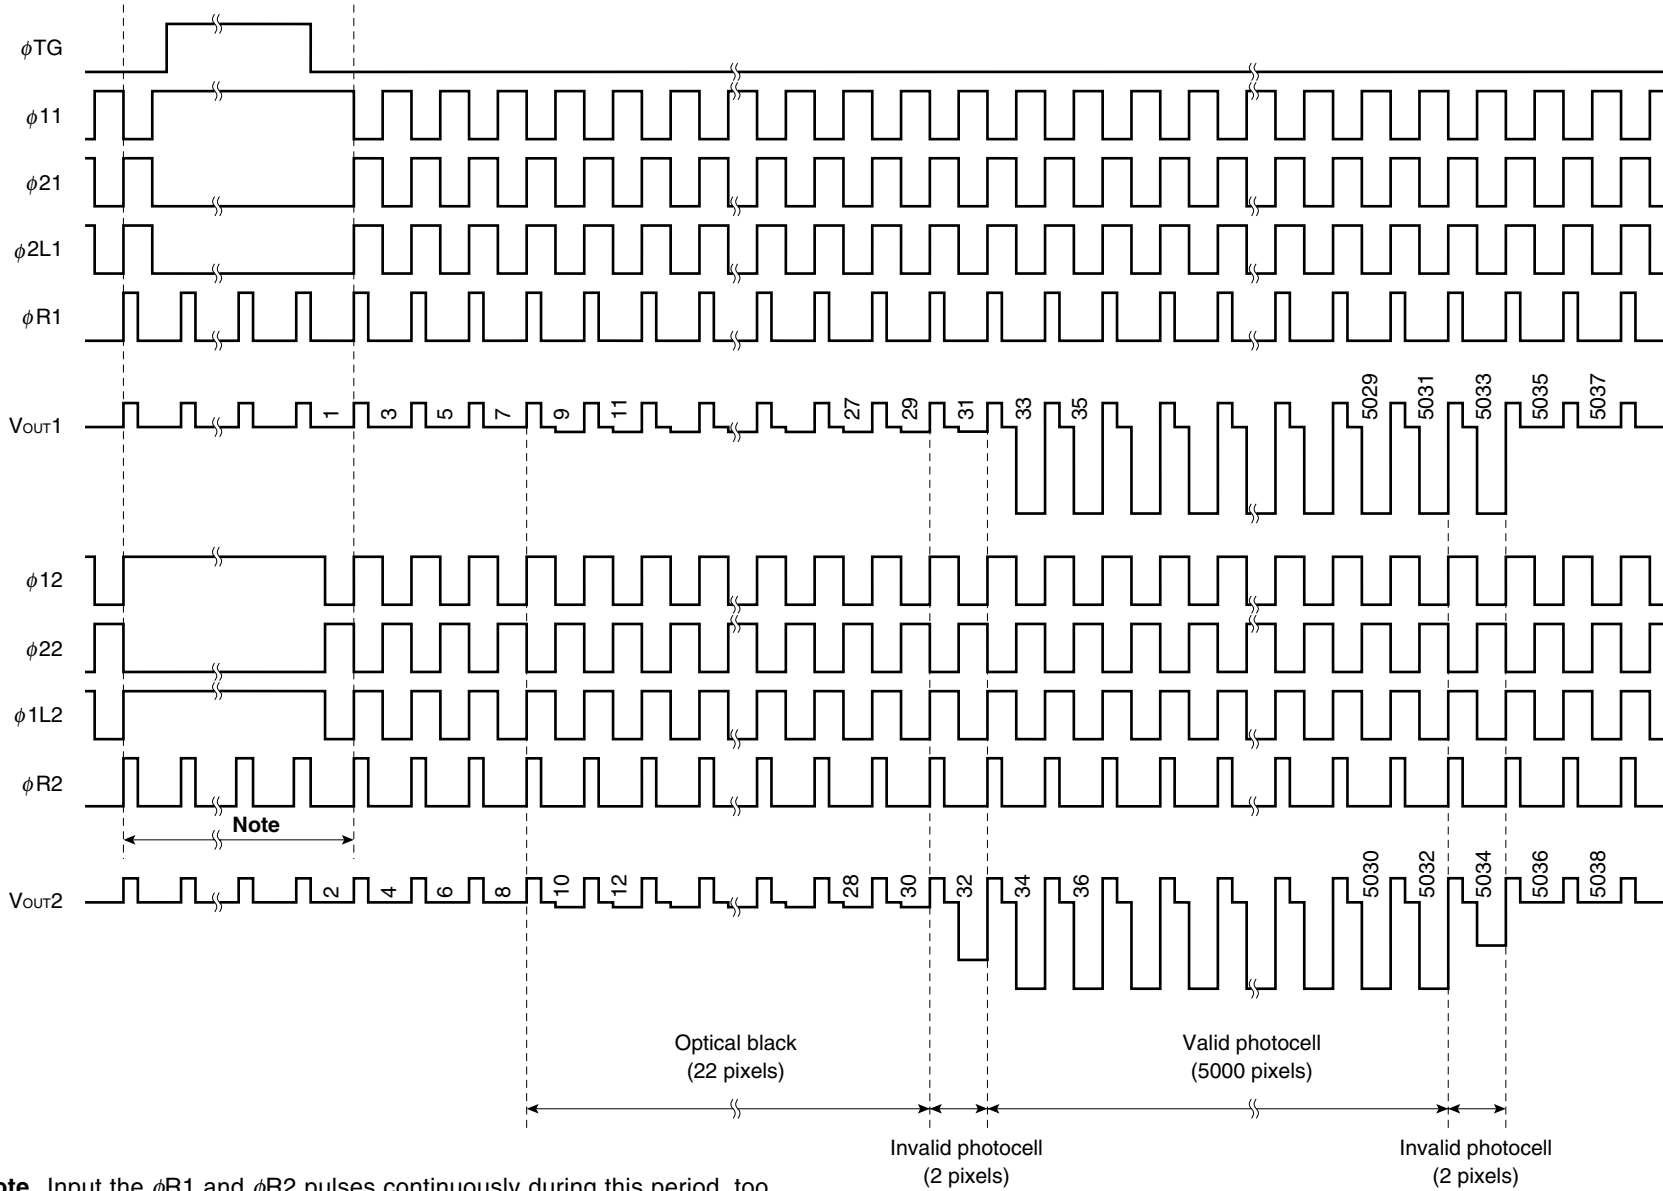 ϕTG
ϕ11
ϕ21
ϕ2L1
ϕR1
VOUT1
1 3 5 7 9 11 27 29 31 33 35 5029 5031 5033 5035 5037
ϕ12
ϕ22
ϕ1L2
ϕR2
Note
VOUT2
2 4 6 8 10 12 28 30 32 34 36 5030 5032 5034 5036 5038
Optical black
(22 pixels)
Valid photocell
(5000 pixels)
Invalid photocell
(2 pixels)
Invalid photocell
(2 pixels)
ote Input the ϕR1 and ϕR2 pulses continuously during this period, too